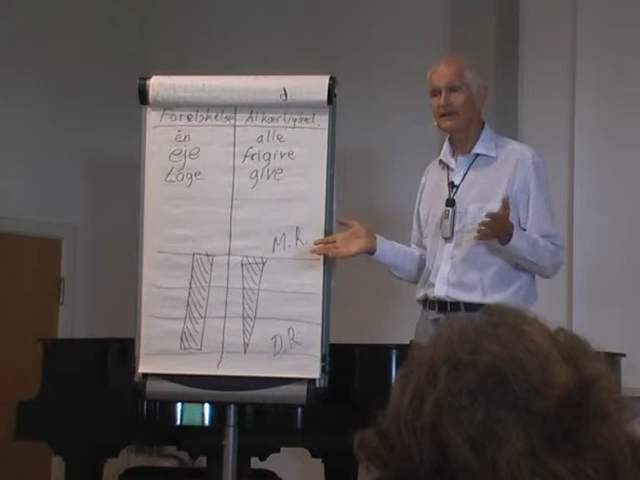 Forelskelse Alkærlighed
én alle
eje frigive
tage give
M.R
D.R